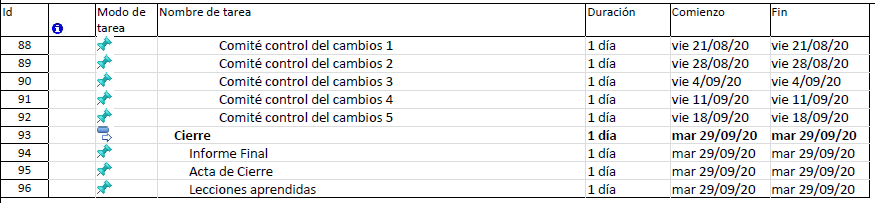 Id Modo de tarea Nombre de tarea Duración Comienzo Fin
88 Comité control del cambios 1 1 día vie 21/08/20 vie 21/08/20
89 Comité control del cambios 2 1 día vie 28/08/20 vie 28/08/20
90 Comité control del cambios 3 1 día vie 4/09/20 vie 4/09/20
91 Comité control del cambios 4 1 día vie 11/09/20 vie 11/09/20
92 Comité control del cambios 5 1 día vie 18/09/20 vie 18/09/20
93 Cierre 1 día mar 29/09/20 mar 29/09/20
94 Informe Final 1 día mar 29/09/20 mar 29/09/20
95 Acta de Cierre 1 día mar 29/09/20 mar 29/09/20
96 Lecciones aprendidas 1 día mar 29/09/20 mar 29/09/20